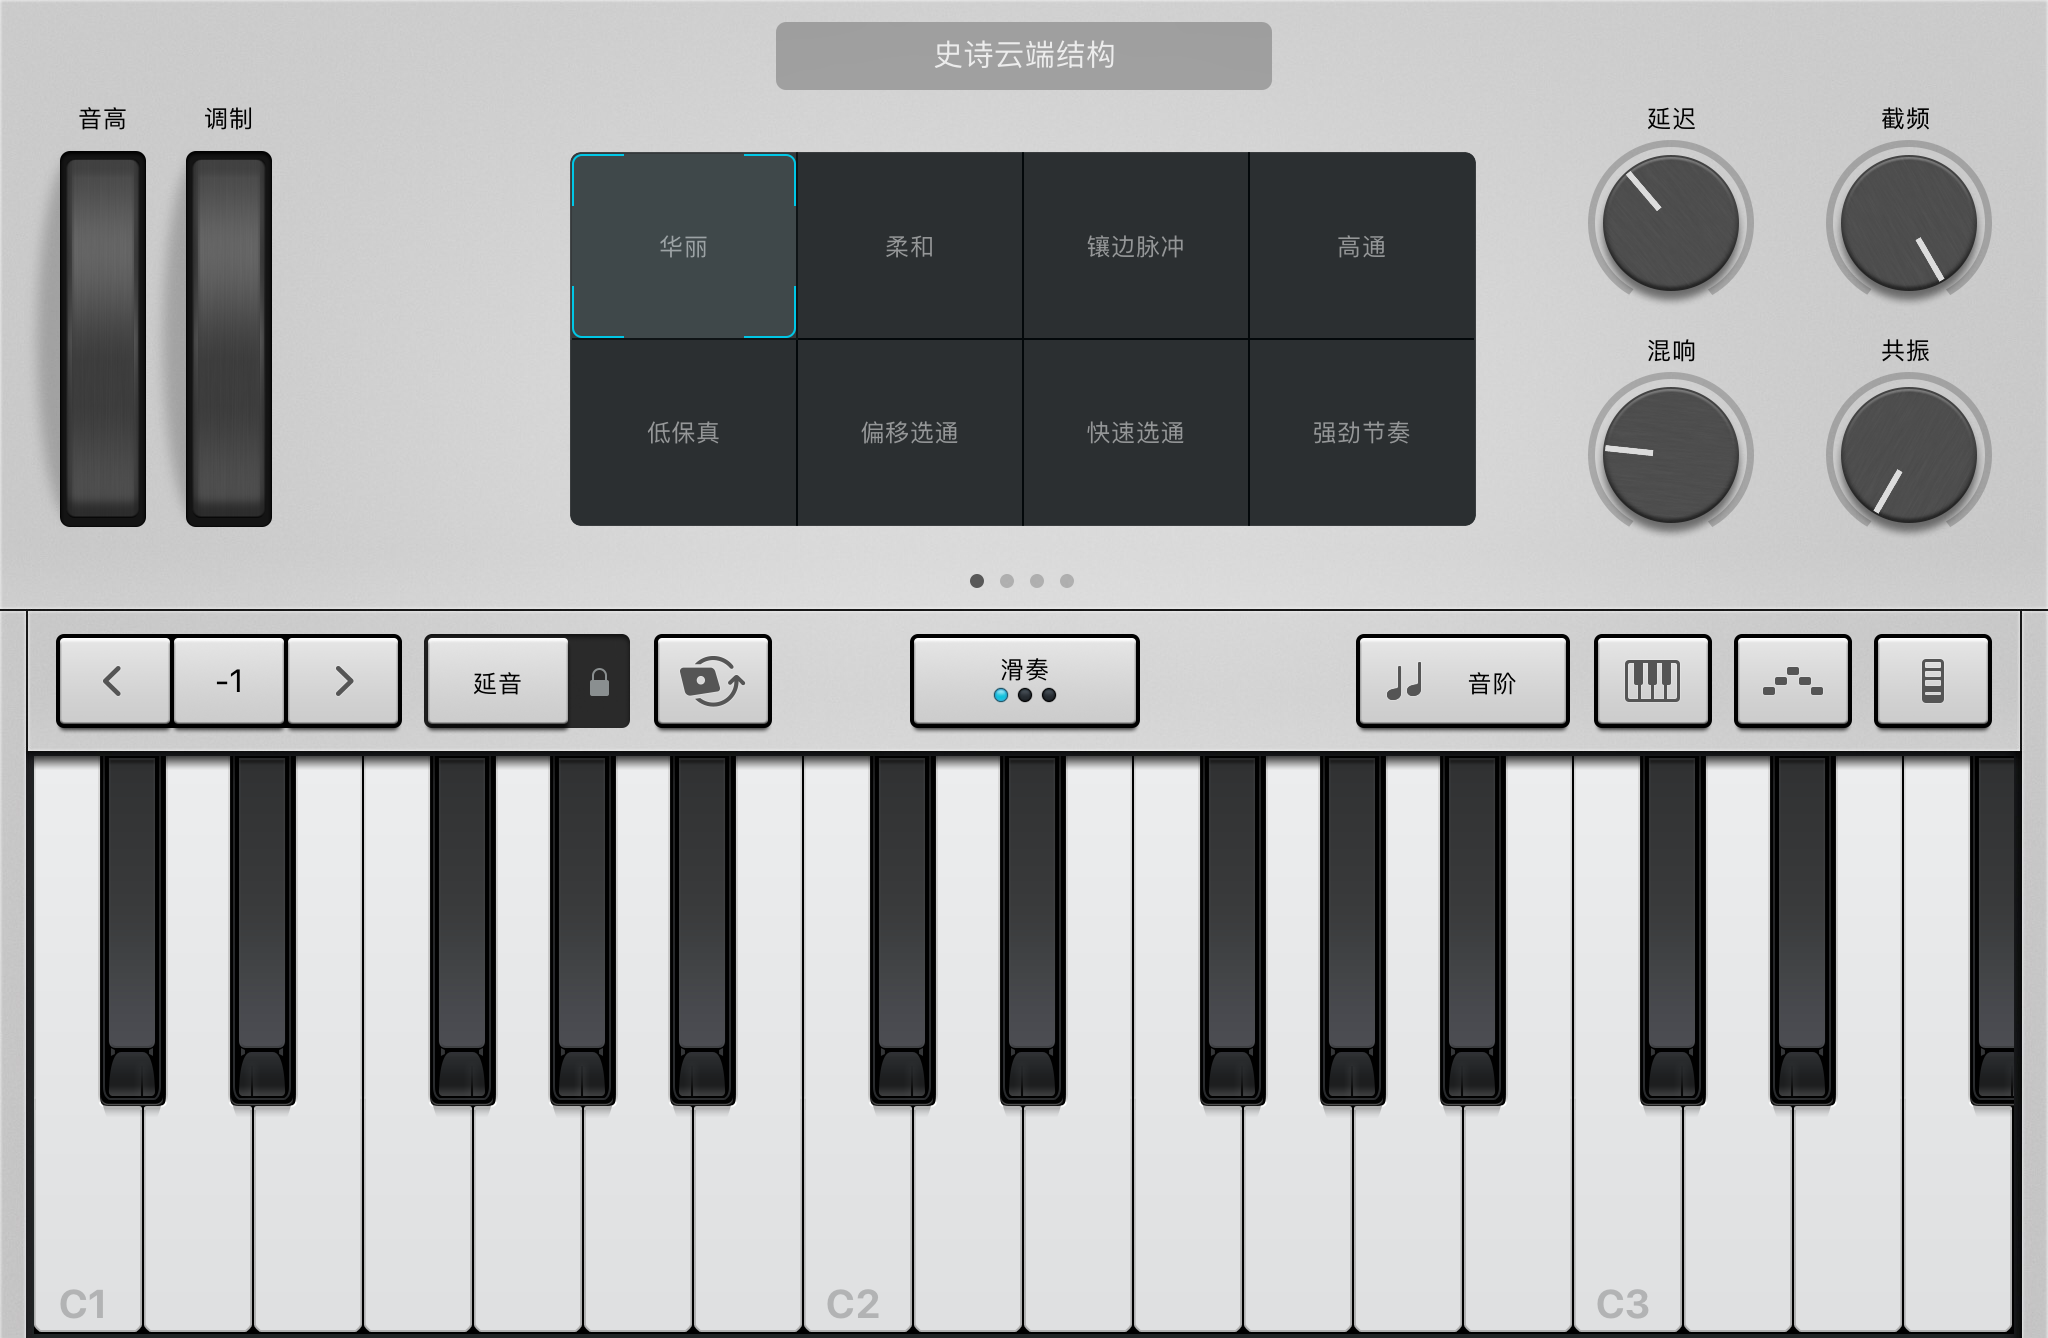 史诗云端结构
音高
调制
延迟
截频
华丽
柔和
镶边脉冲
高通
混响
共振
低保真
偏移选通
快速选通
强劲节奏
-1
延音
滑奏
音阶
C1
C2
C3